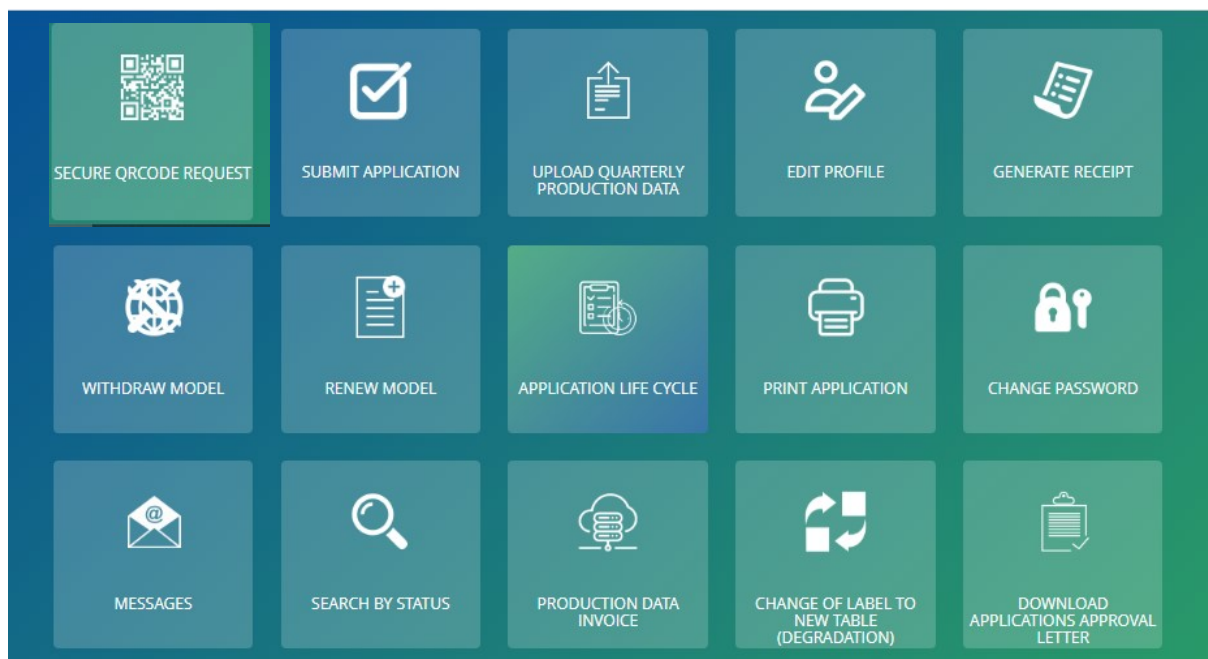 SECURE QRCODE REQUEST
SUBMIT APPLICATION
UPLOAD QUARTERLY
PRODUCTION DATA
EDIT PROFILE
GENERATE RECEIPT
WITHDRAW MODEL
RENEW MODEL
APPLICATION LIFE CYCLE
PRINT APPLICATION
CHANGE PASSWORD
@
MESSAGES
SEARCH BY STATUS
PRODUCTION DATA
INVOICE
CHANGE OF LABEL TO
NEW TABLE
(DEGRADATION)
DOWNLOAD
APPLICATIONS APPROVAL
LETTER